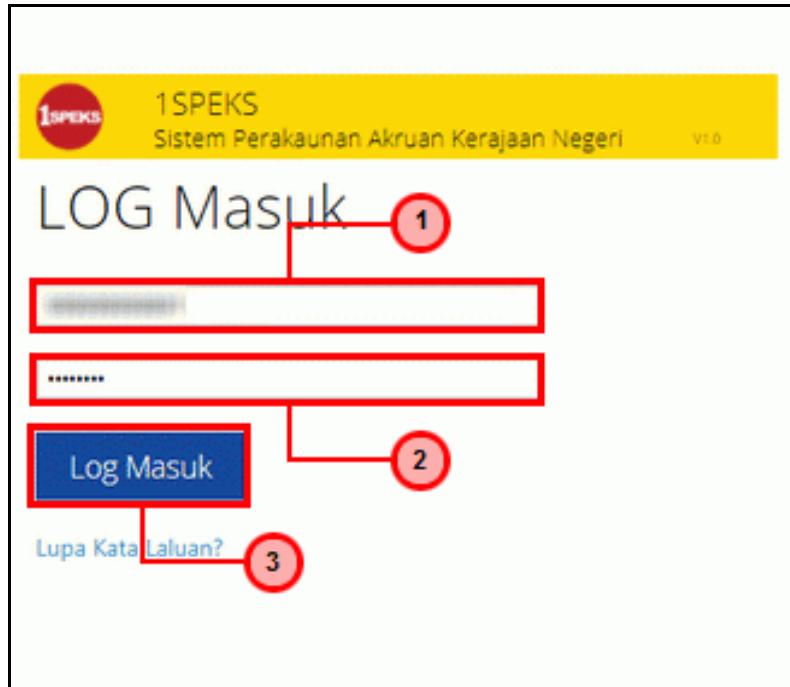 1SPEKS
1SPEKS
Sistem Perakaunan Akruan Kerajaan Negeri V1.0
LOG Masuk
1
••••••••
2
Log Masuk
Lupa Kata Laluan?
3